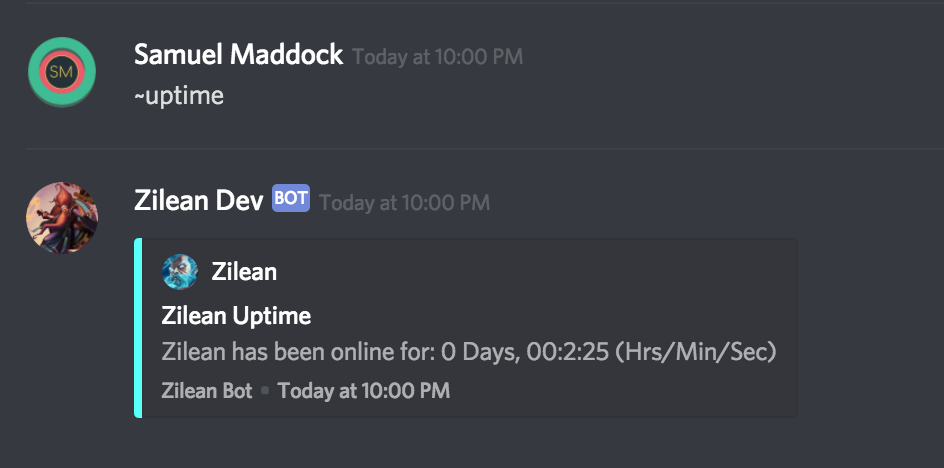 SM
Samuel Maddock Today at 10:00 PM
~uptime
Zilean Dev BOT Today at 10:00 PM
Zilean
Zilean Uptime
Zilean has been online for: 0 Days, 00:2:25 (Hrs/Min/Sec)
Zilean Bot • Today at 10:00 PM